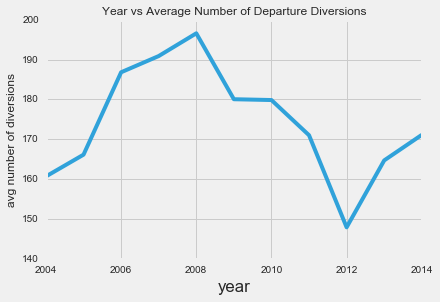 Year vs Average Number of Departure Diversions
200
190
180
170
160
150
140
avg number of diversions
2004 2006 2008 2010 2012 2014
year